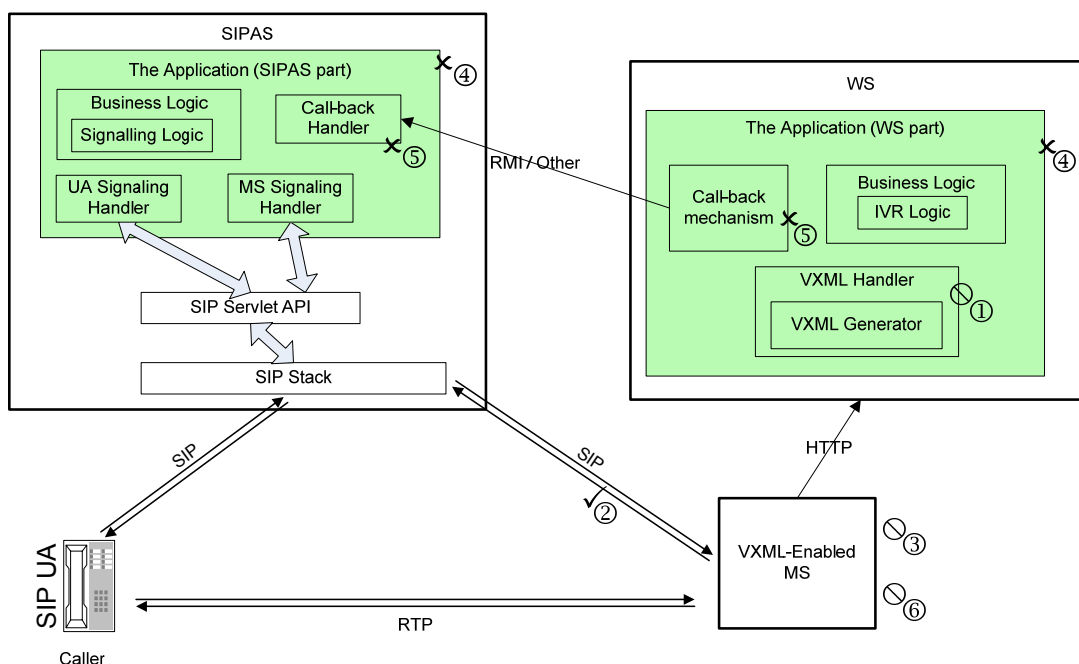 SIPAS
The Application (SIPAS part)
④
Business Logic
Signalling Logic
Call-back
Handler
⑤
UA Signaling
Handler
MS Signaling
Handler
SIP Servlet API
SIP Stack
RMI / Other
WS
The Application (WS part)
④
Call-back
mechanism
⑤
Business Logic
IVR Logic
VXML Handler
①
VXML Generator
HTTP
SIP
SIP
②
VXML-Enabled
MS
③
⑥
SIP UA
RTP
Caller